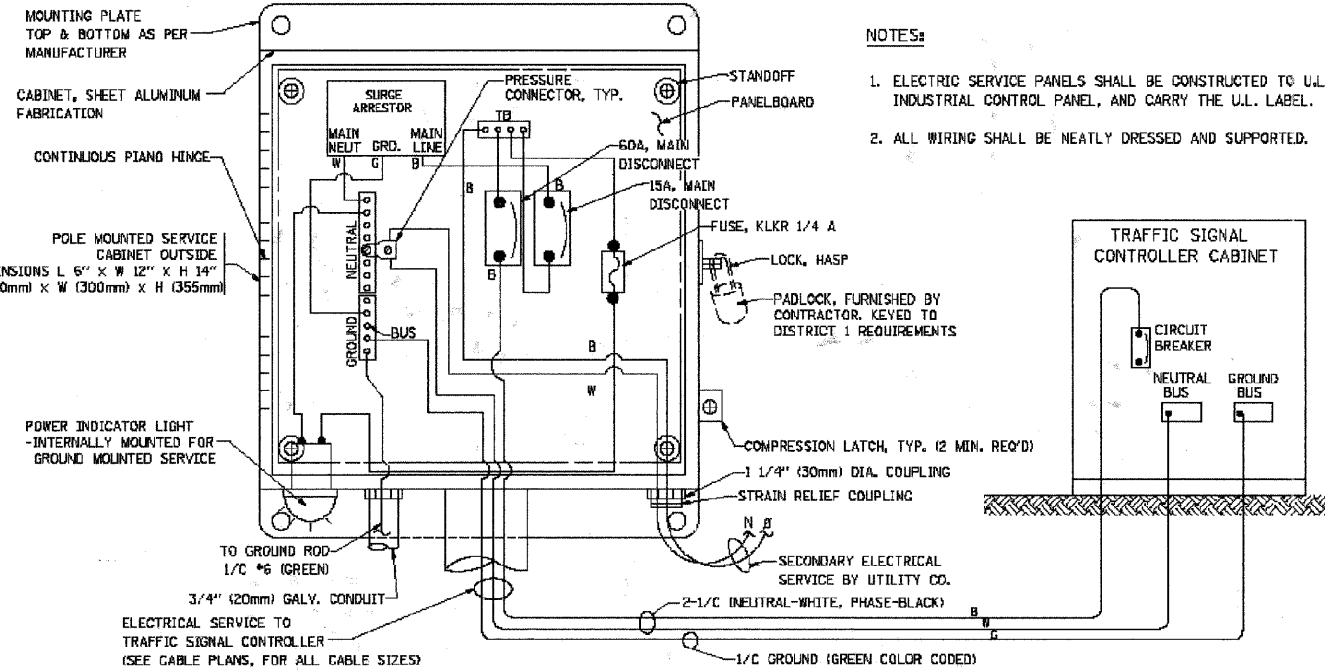 MOUNTING PLATE
TOP & BOTTOM AS PER
MANUFACTURER
CABINET, SHEET ALUMINUM
FABRICATION
CONTINUOUS PIANO HINGE
POLE MOUNTED SERVICE
CABINET OUTSIDE
ENSIONS L 6" X W 12" X H 14"
0mm) X W (300mm) X H (355mm)
POWER INDICATOR LIGHT
-INTERNALLY MOUNTED FOR
GROUND MOUNTED SERVICE
SURGE
ARRESTOR
MAIN
NEUT
GRD.
MAIN
LINE
W
G
B
PRESSURE
CONNECTOR, TYP.
TB
STANDOFF
PANELBOARD
60A, MAIN
DISCONNECT
15A, MAIN
DISCONNECT
B
B
B
FUSE, KLKR 1/4 A
LOCK, HASP
PADLOCK, FURNISHED BY
CONTRACTOR. KEYED TO
DISTRICT 1 REQUIREMENTS
NEUTRAL
GROUND
BUS
B
W
COMPRESSION LATCH, TYP. (2 MIN. REQ'D)
1 1/4" (30mm) DIA. COUPLING
STRAIN RELIEF COUPLING
N Ø
SECONDARY ELECTRICAL
SERVICE BY UTILITY CO.
TO GROUND ROD
1/C #6 (GREEN)
3/4" (20mm) GALV. CONDUIT
ELECTRICAL SERVICE TO
TRAFFIC SIGNAL CONTROLLER
(SEE CABLE PLANS, FOR ALL CABLE SIZES)
2-1/C (NEUTRAL-WHITE, PHASE-BLACK)
1/C GROUND (GREEN COLOR CODED)
B
W
G
NOTES:
1. ELECTRIC SERVICE PANELS SHALL BE CONSTRUCTED TO U.L
INDUSTRIAL CONTROL PANEL, AND CARRY THE U.L. LABEL.
2. ALL WIRING SHALL BE NEATLY DRESSED AND SUPPORTED.
TRAFFIC SIGNAL
CONTROLLER CABINET
CIRCUIT
BREAKER
NEUTRAL
BUS
GROUND
BUS